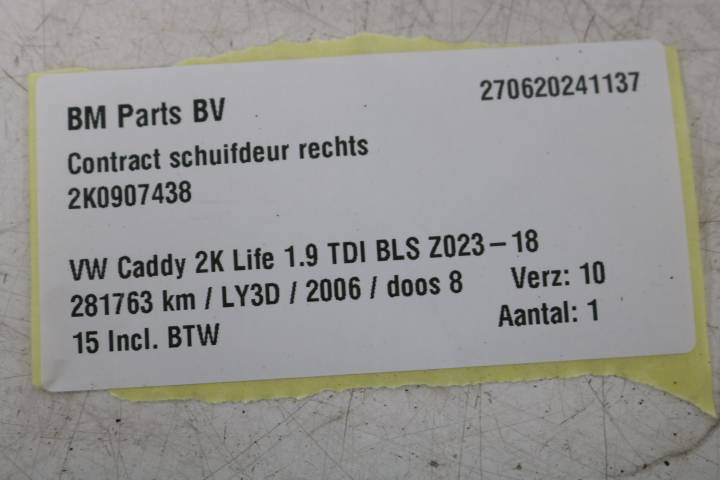 BM Parts BV
270620241137
Contract schuifdeur rechts
2K0907438
VW Caddy 2K Life 1.9 TDI BLS Z023-18
281763 km / LY3D / 2006 / doos 8
Verz: 10
15 Incl. BTW
Aantal: 1